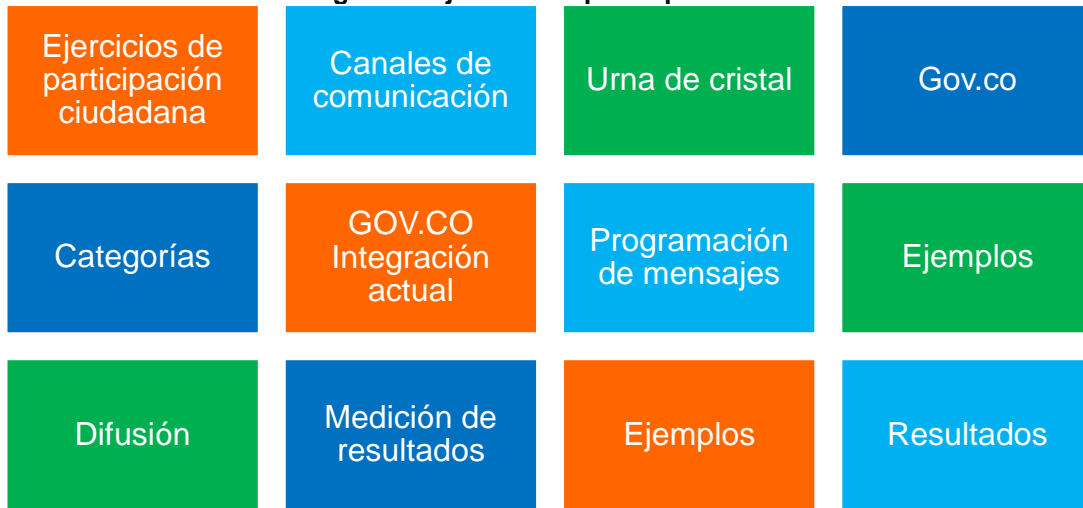 Ejercicios de
participación
ciudadana
Canales de
comunicación
Urna de cristal
Gov.co
Categorías
GOV.CO
Integración
actual
Programación
de mensajes
Ejemplos
Difusión
Medición de
resultados
Ejemplos
Resultados